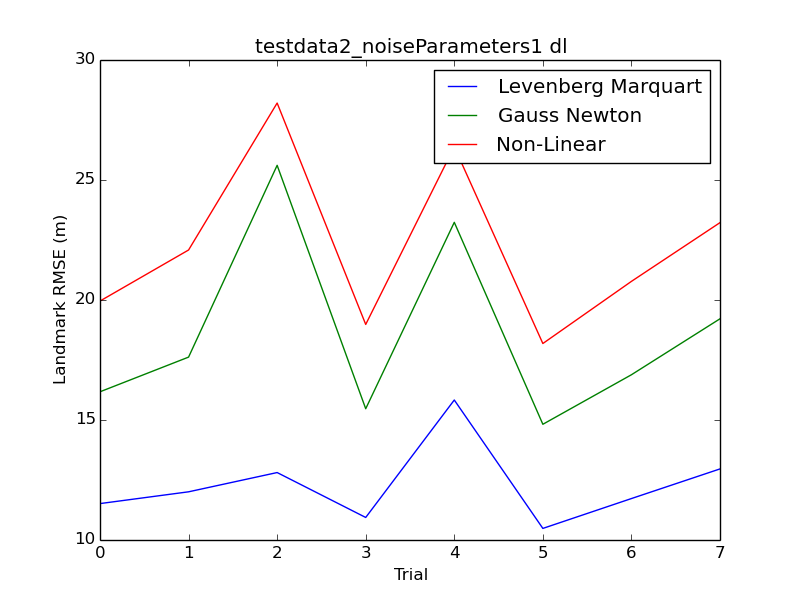 testdata2_noiseParameters1 dl
Levenberg Marquart
Gauss Newton
Non-Linear
Landmark RMSE (m)
30
25
20
15
10
0 1 2 3 4 5 6 7
Trial